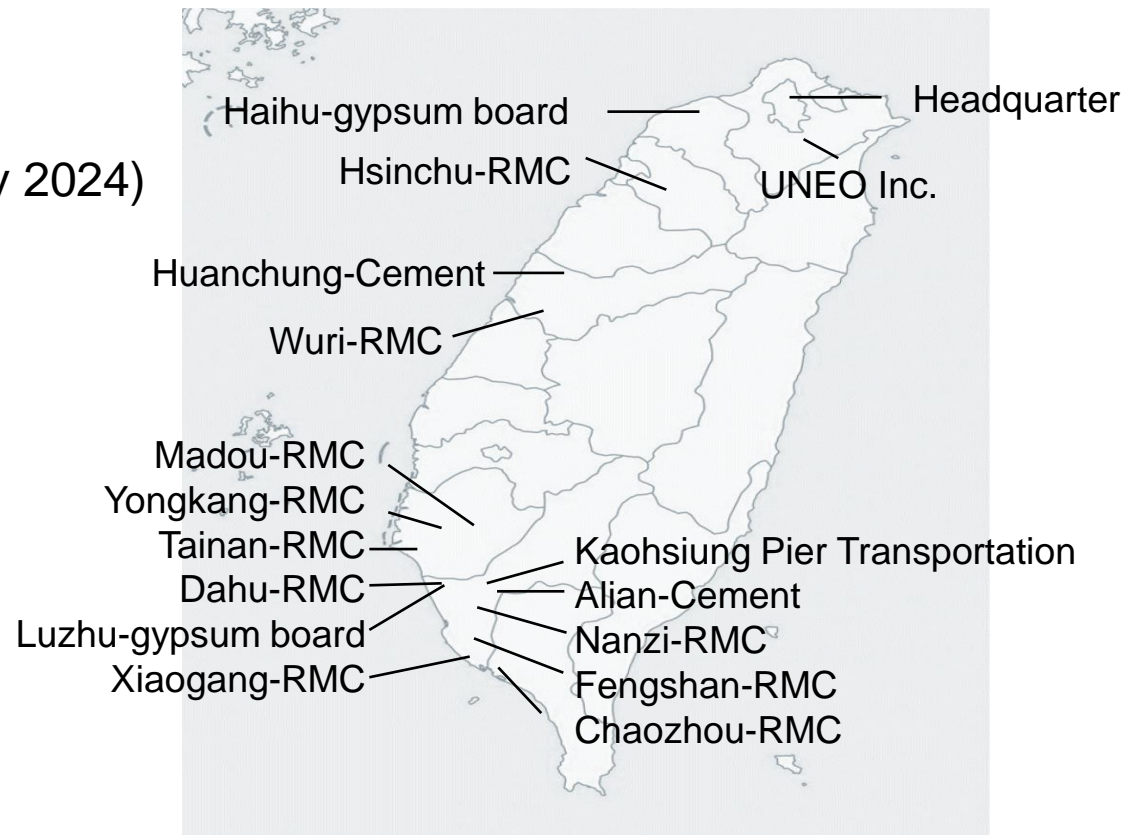 Headquarter
Haihu-gypsum board
2024)
Hsinchu-RMC
UNEO Inc.
Huanchung-Cement
Wuri-RMC
Madou-RMC
Yongkang-RMC
Tainan-RMC
Kaohsiung Pier Transportation
Dahu-RMC
Alian-Cement
Luzhu-gypsum board
Nanzi-RMC
Xiaogang-RMC
Fengshan-RMC
Chaozhou-RMC